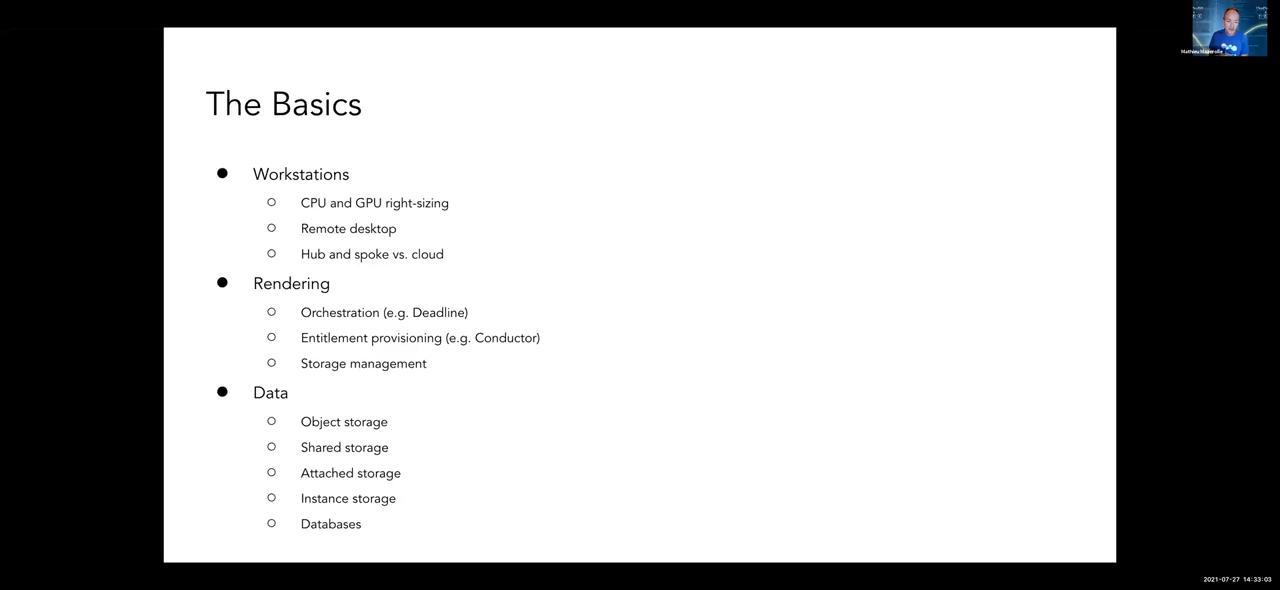 The Basics
Workstations
CPU and GPU right-sizing
Remote desktop
Hub and spoke vs. cloud
Rendering
Orchestration (e.g. Deadline)
Entitlement provisioning (e.g. Conductor)
Storage management
Data
Object storage
Shared storage
Attached storage
Instance storage
Databases
Mathieu
2021-07-27 14:33:03